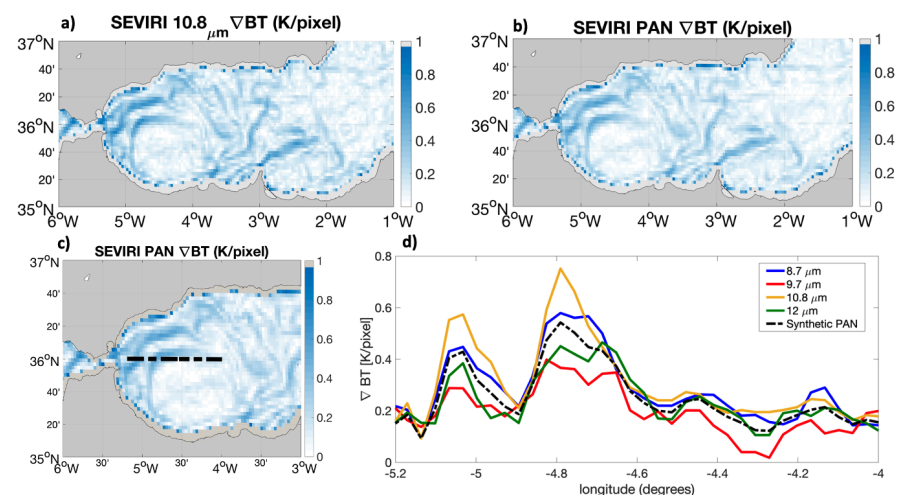 a) SEVIRI 10.8 μm ∇BT (K/pixel)
37°N
40'
20'
36°N
40'
20'
35°N
6°W 5°W 4°W 3°W 2°W 1°W
1
0.8
0.6
0.4
0.2
0
b) SEVIRI PAN ∇BT (K/pixel)
37°N
40'
20'
36°N
40'
20'
35°N
6°W 5°W 4°W 3°W 2°W 1°W
1
0.8
0.6
0.4
0.2
0
c) SEVIRI PAN ∇BT (K/pixel)
37°N
40'
20'
36°N
40'
20'
35°N
6°W 30' 5°W 30' 4°W 30' 3°W
1
0.8
0.6
0.4
0.2
0
d)
∇ BT [K/pixel]
0.8
0.6
0.4
0.2
0
-5.2 -5 -4.8 -4.6 -4.4 -4.2 -4
longitude (degrees)
8.7 μm
9.7 μm
10.8 μm
12 μm
Synthetic PAN